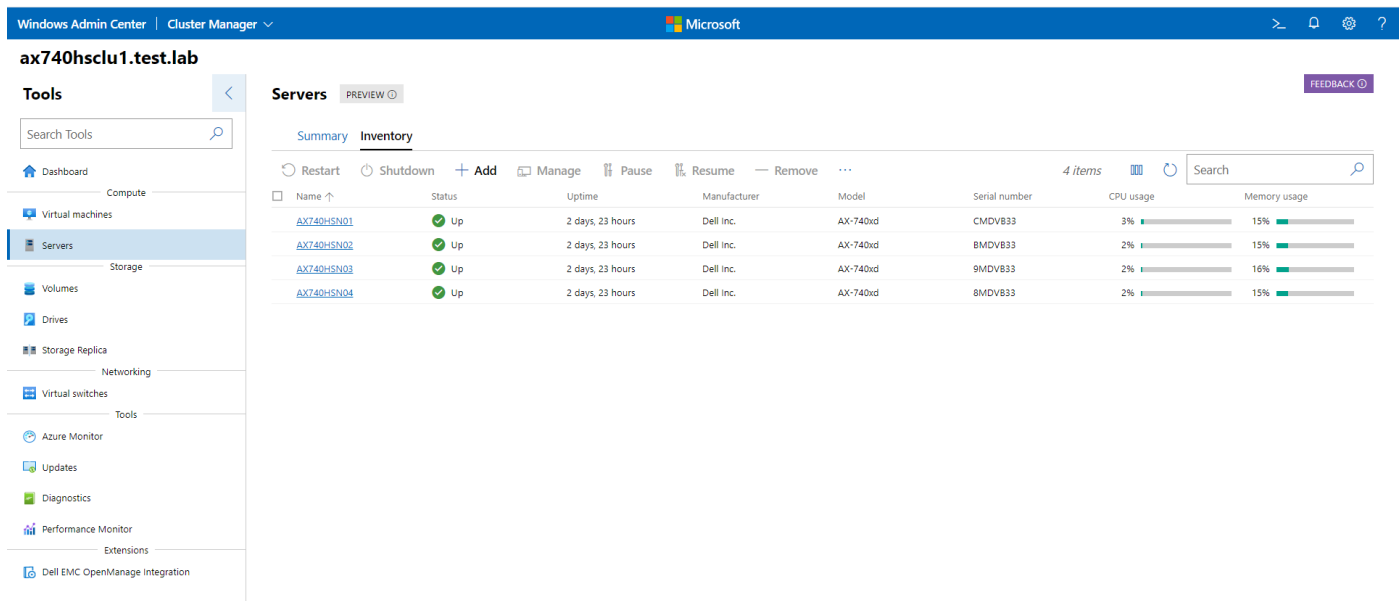 Windows Admin Center | Cluster Manager
Microsoft
>_
?
ax740hsclu1.test.lab
Tools
Search Tools
Dashboard
Compute
Virtual machines
Servers
Storage
Volumes
Drives
Storage Replica
Networking
Virtual switches
Tools
Azure Monitor
Updates
Diagnostics
Performance Monitor
Extensions
Dell EMC OpenManage Integration
Servers PREVIEW
FEEDBACK
Summary Inventory
Restart Shutdown Add Manage Pause Resume Remove ··· 4 items Search
Name Status Uptime Manufacturer Model Serial number CPU usage Memory usage
AX740HSN01 Up 2 days, 23 hours Dell Inc. AX-740xd CMDVB33 3% 15%
AX740HSN02 Up 2 days, 23 hours Dell Inc. AX-740xd BMDVB33 2% 15%
AX740HSN03 Up 2 days, 23 hours Dell Inc. AX-740xd 9MDVB33 2% 16%
AX740HSN04 Up 2 days, 23 hours Dell Inc. AX-740xd 8MDVB33 2% 15%